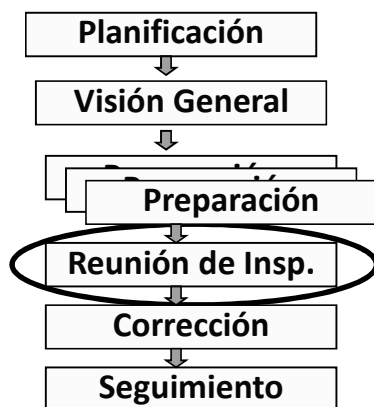 Planificación
Visión General
Preparación
Reunión de Insp.
Corrección
Seguimiento